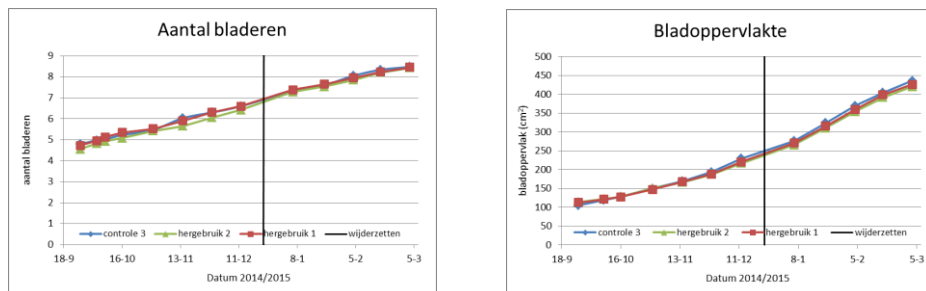 Aantal bladeren
aantal bladeren
9
8
7
6
5
4
3
2
1
0
controle 3 hergebruik 2 hergebruik 1 wijderzetten
18-9 16-10 13-11 11-12 8-1 5-2 5-3
Datum 2014/2015
Bladoppervlakte
bladoppervlak (cm²)
500
450
400
350
300
250
200
150
100
50
0
controle 3 hergebruik 2 hergebruik 1 wijderzetten
18-9 16-10 13-11 11-12 8-1 5-2 5-3
Datum 2014/2015